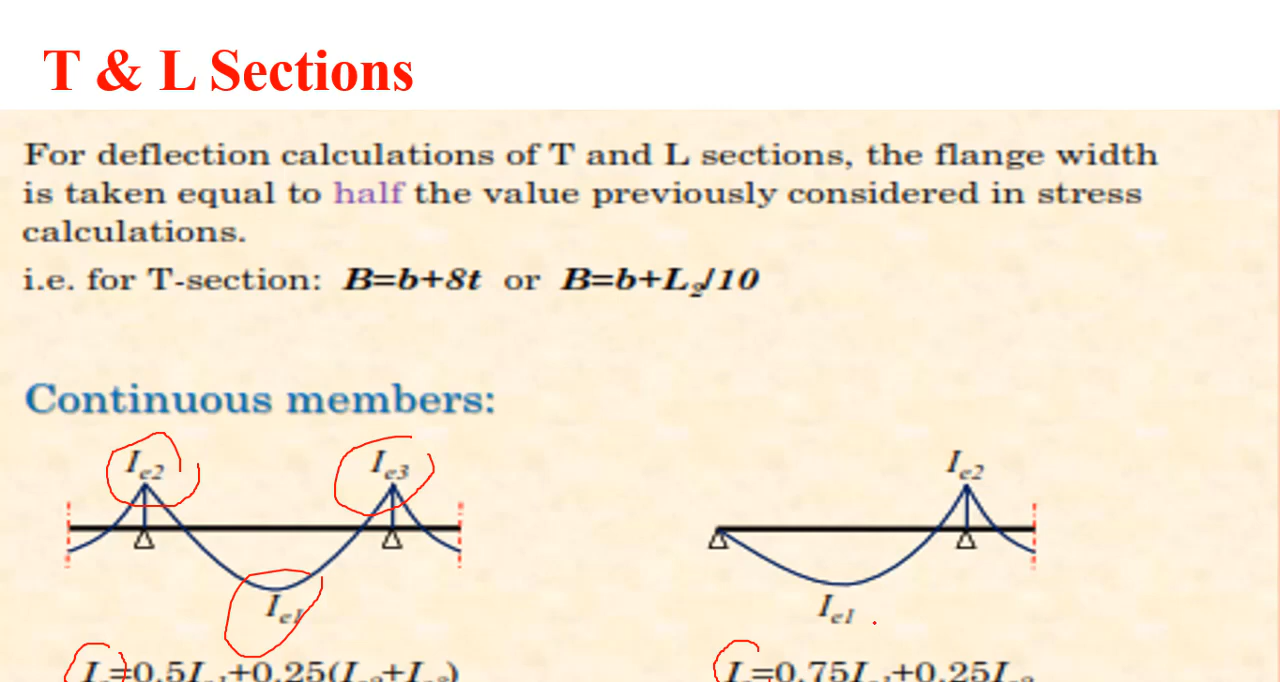 T & L Sections
For deflection calculations of T and L sections, the flange width
is taken equal to half the value previously considered in stress
calculations.
i.e. for T-section: B=b+8t or B=b+L₂/10
Continuous members:
Ie2 Ie3 Ie2
Ie1 Ie1